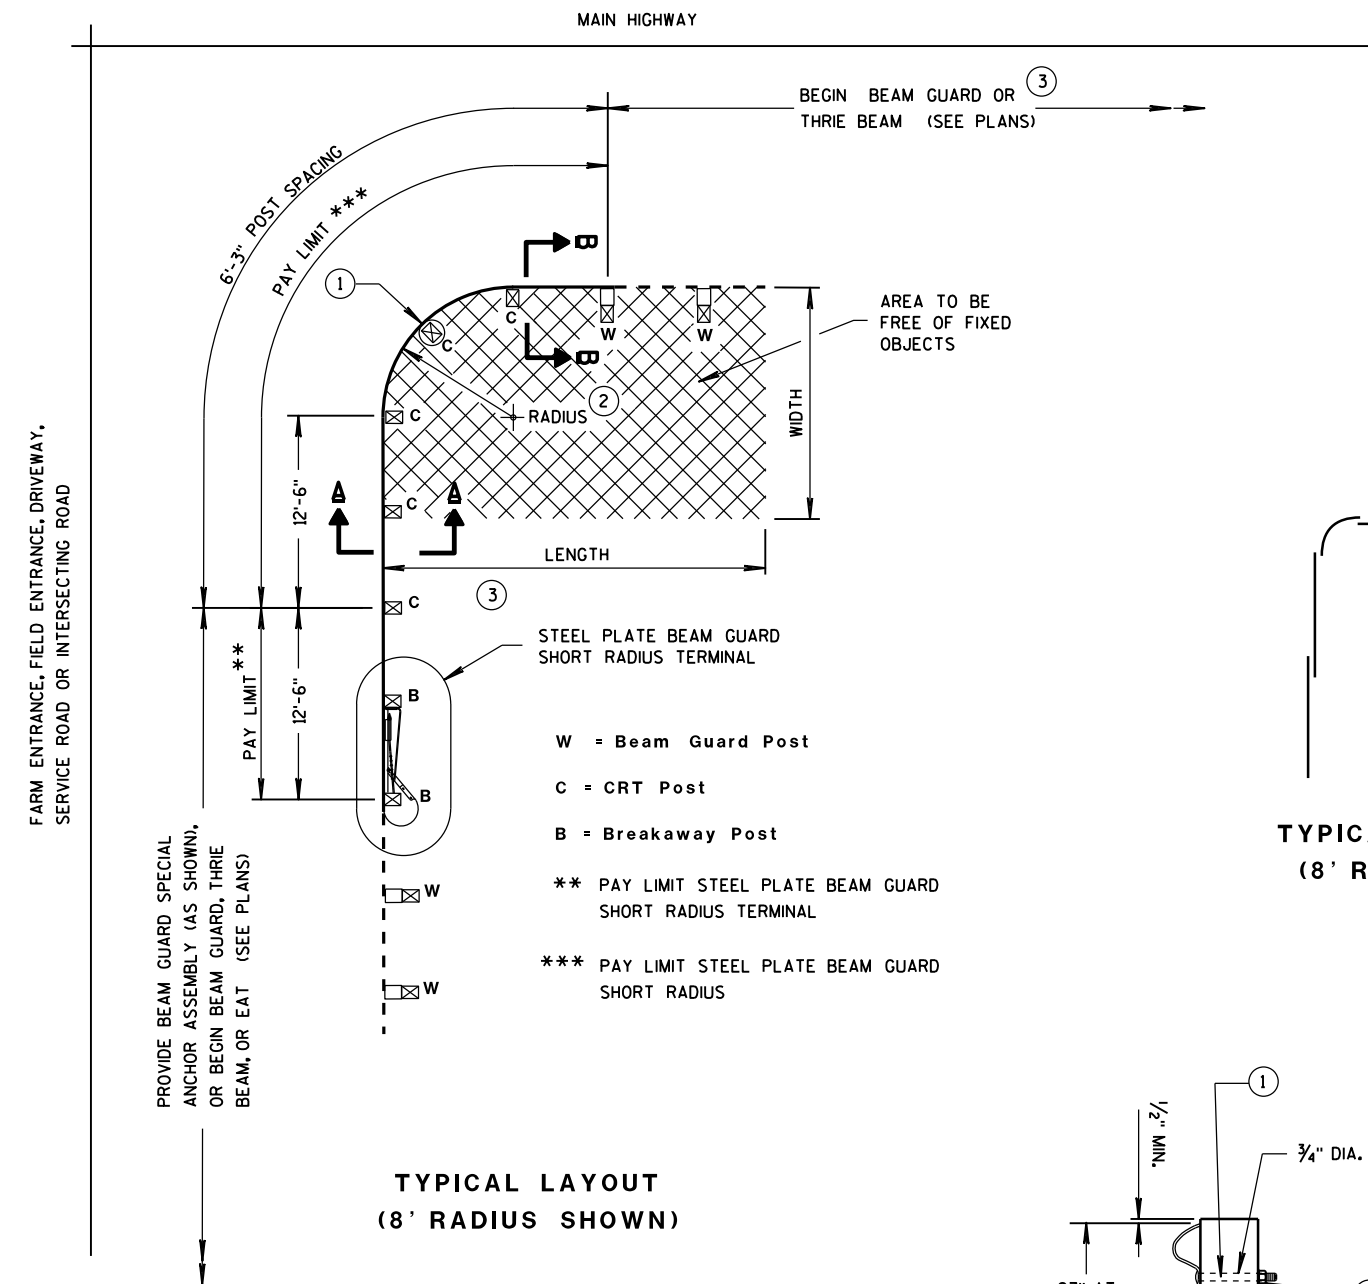 MAIN HIGHWAY
BEGIN BEAM GUARD OR
THRIE BEAM (SEE PLANS)
3
6'-3" POST SPACING
PAY LIMIT ***
1
B
C
W
W
C
B
AREA TO BE
FREE OF FIXED
OBJECTS
WIDTH
RADIUS
2
C
12'-6"
A
A
C
LENGTH
C
3
FARM ENTRANCE, FIELD ENTRANCE, DRIVEWAY,
SERVICE ROAD OR INTERSECTING ROAD
STEEL PLATE BEAM GUARD
SHORT RADIUS TERMINAL
PAY LIMIT **
12'-6"
B
B
W = Beam Guard Post
C = CRT Post
B = Breakaway Post
** PAY LIMIT STEEL PLATE BEAM GUARD
SHORT RADIUS TERMINAL
*** PAY LIMIT STEEL PLATE BEAM GUARD
SHORT RADIUS
W
W
PROVIDE BEAM GUARD SPECIAL
ANCHOR ASSEMBLY (AS SHOWN),
OR BEGIN BEAM GUARD, THRIE
BEAM, OR EAT (SEE PLANS)
TYPICAL LAYOUT
(8' RADIUS SHOWN)
TYPIC
(8' R
1
1/2" MIN.
3/4" DIA.